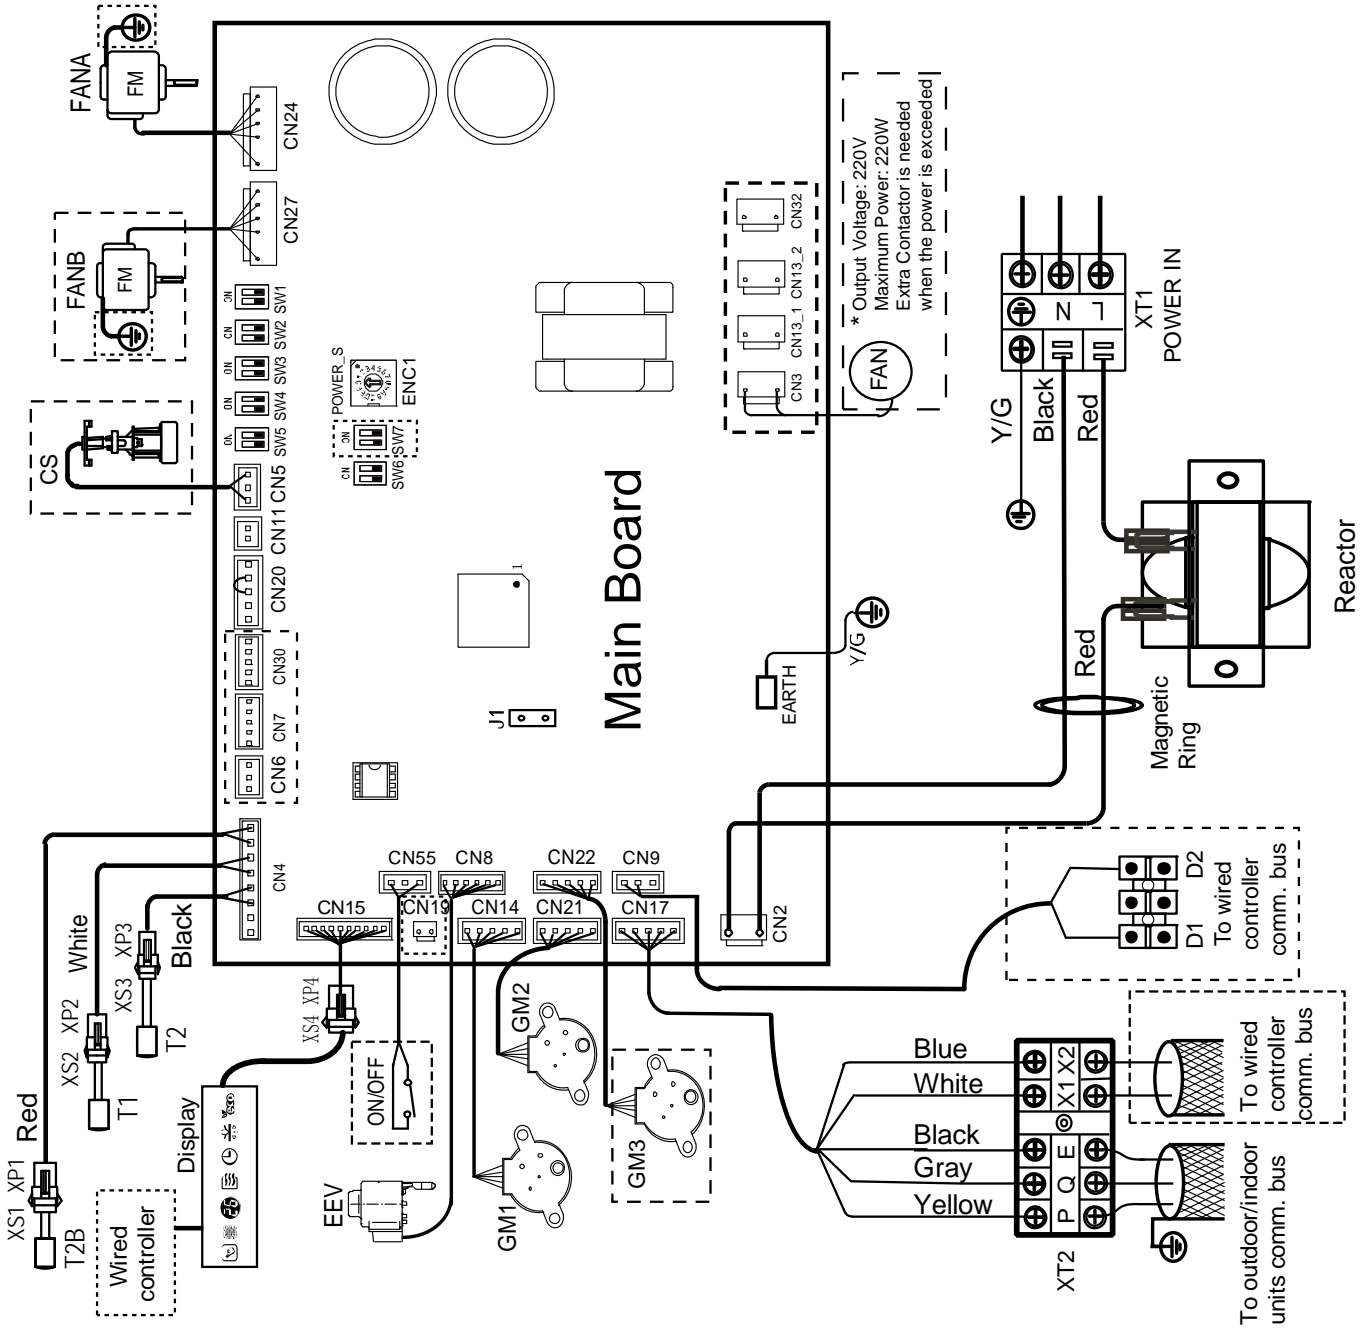 FANA
FM
FANB
FM
CS
CN24
CN27
SW1
SW2
SW3
SW4
SW5
ON
CN5
CN11
CN20
CN30
CN7
CN6
CN4
POWER_S
ENC1
SW7
SW6
1
J1
Main Board
EARTH
Y/G
CN32
CN13_2
CN13_1
CN3
* Output Voltage: 220V
Maximum Power: 220W
Extra Contactor is needed
when the power is exceeded
FAN
XT1
POWER IN
N
L
Y/G
Black
Red
Reactor
Red
Magnetic
Ring
CN15
CN55
CN19
CN8
CN14
CN22
CN21
CN9
CN17
CN2
Red
White
Black
XS1 XP1
T2B
XS2 XP2
T1
XS3 XP3
T2
XS4 XP4
Display
eco
Wired
controller
ON/OFF
EEV
GM1
GM2
GM3
D1
D2
To wired
controller
comm. bus
Blue
White
Black
Gray
Yellow
P Q E X1 X2
XT2
To wired
controller
comm. bus
To outdoor/indoor
units comm. bus